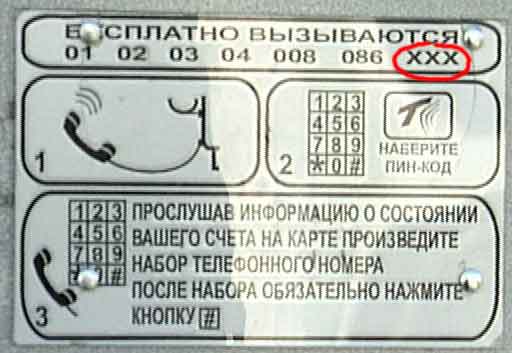 БЕСПЛАТНО ВЫЗЫВАЮТСЯ
01 02 03 04 008 086 XXX
1
1 2 3
4 5 6
7 8 9
* 0 #
2
НАБЕРИТЕ
ПИН-КОД
1 2 3
4 5 6
7 8 9
* 0 #
3
ПРОСЛУШАВ ИНФОРМАЦИЮ О СОСТОЯНИИ
ВАШЕГО СЧЕТА НА КАРТЕ ПРОИЗВЕДИТЕ
НАБОР ТЕЛЕФОННОГО НОМЕРА
ПОСЛЕ НАБОРА ОБЯЗАТЕЛЬНО НАЖМИТЕ
КНОПКУ #